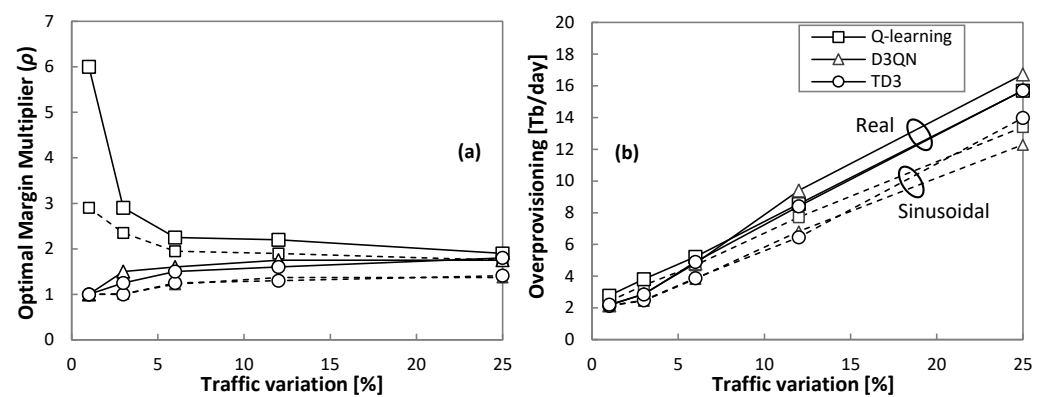 Optimal Margin Multiplier (ρ)
7
6
5
4
3
2
1
0
(a)
0 5 10 15 20 25
Traffic variation [%]
Overprovisioning [Tb/day]
20
18
16
14
12
10
8
6
4
2
0
Q-learning
D3QN
TD3
Real
(b)
Sinusoidal
0 5 10 15 20 25
Traffic variation [%]